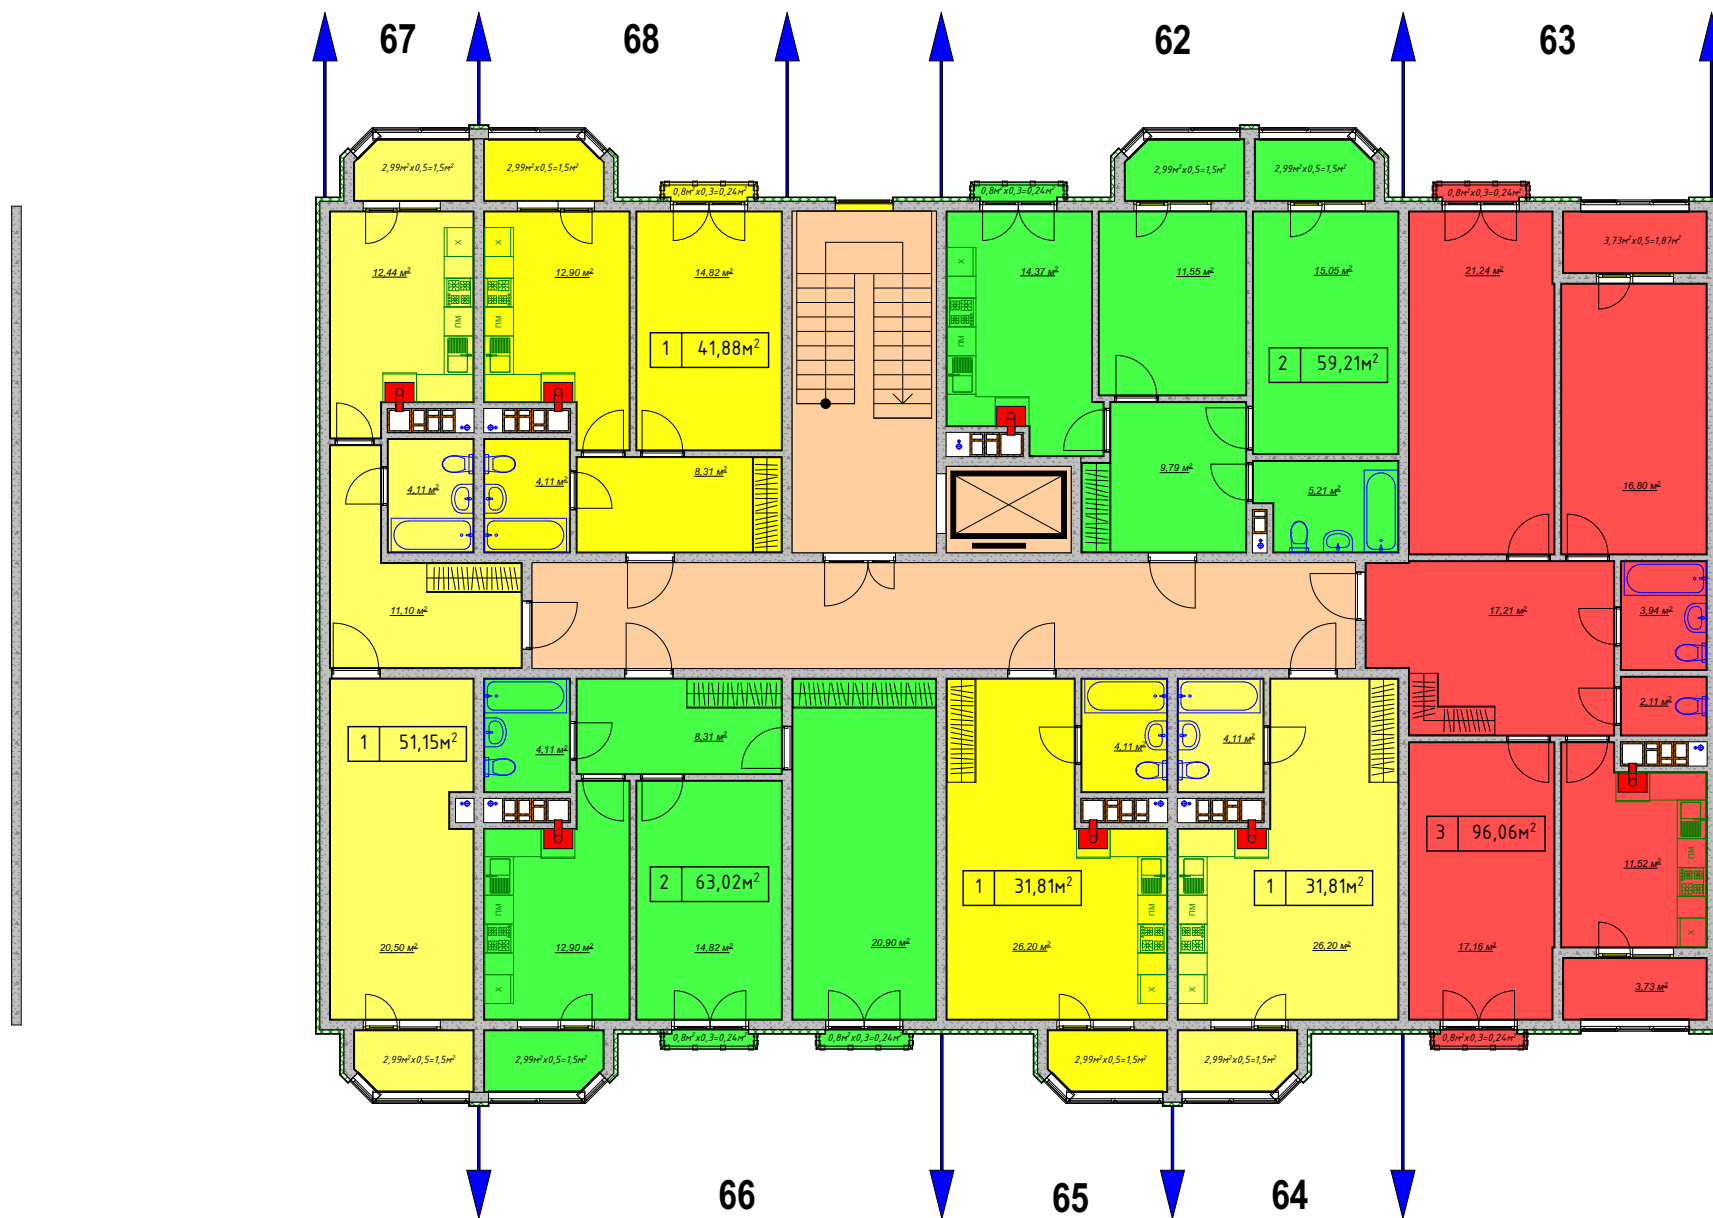 67
68
62
63
2,99м²х0,5=1,5м²
2,99м²х0,5=1,5м²
0,8м²х0,3=0,24м²
0,8м²х0,3=0,24м²
2,99м²х0,5=1,5м²
2,99м²х0,5=1,5м²
0,8м²х0,3=0,24м²
3,73м²х0,5=1,87м²
Х
Х
Х
12,44 м²
12,90 м²
14,82 м²
14,37 м²
11,55 м²
15,05 м²
21,24 м²
ПМ
ПМ
ПМ
1 41,88м²
2 59,21м²
4,11 м²
4,11 м²
8,31 м²
9,79 м²
5,21 м²
16,80 м²
11,10 м²
17,21 м²
3,94 м²
2,11 м²
1 51,15м²
4,11 м²
8,31 м²
4,11 м²
4,11 м²
3 96,06м²
ПМ
2 63,02м²
1 31,81м²
1 31,81м²
11,52 м²
ПМ
ПМ
ПМ
20,50 м²
12,90 м²
14,82 м²
20,90 м²
26,20 м²
26,20 м²
17,16 м²
Х
Х
Х
Х
3,73 м²
2,99м²х0,5=1,5м²
2,99м²х0,5=1,5м²
0,8м²х0,3=0,24м²
0,8м²х0,3=0,24м²
2,99м²х0,5=1,5м²
2,99м²х0,5=1,5м²
0,8м²х0,3=0,24м²
66
65
64